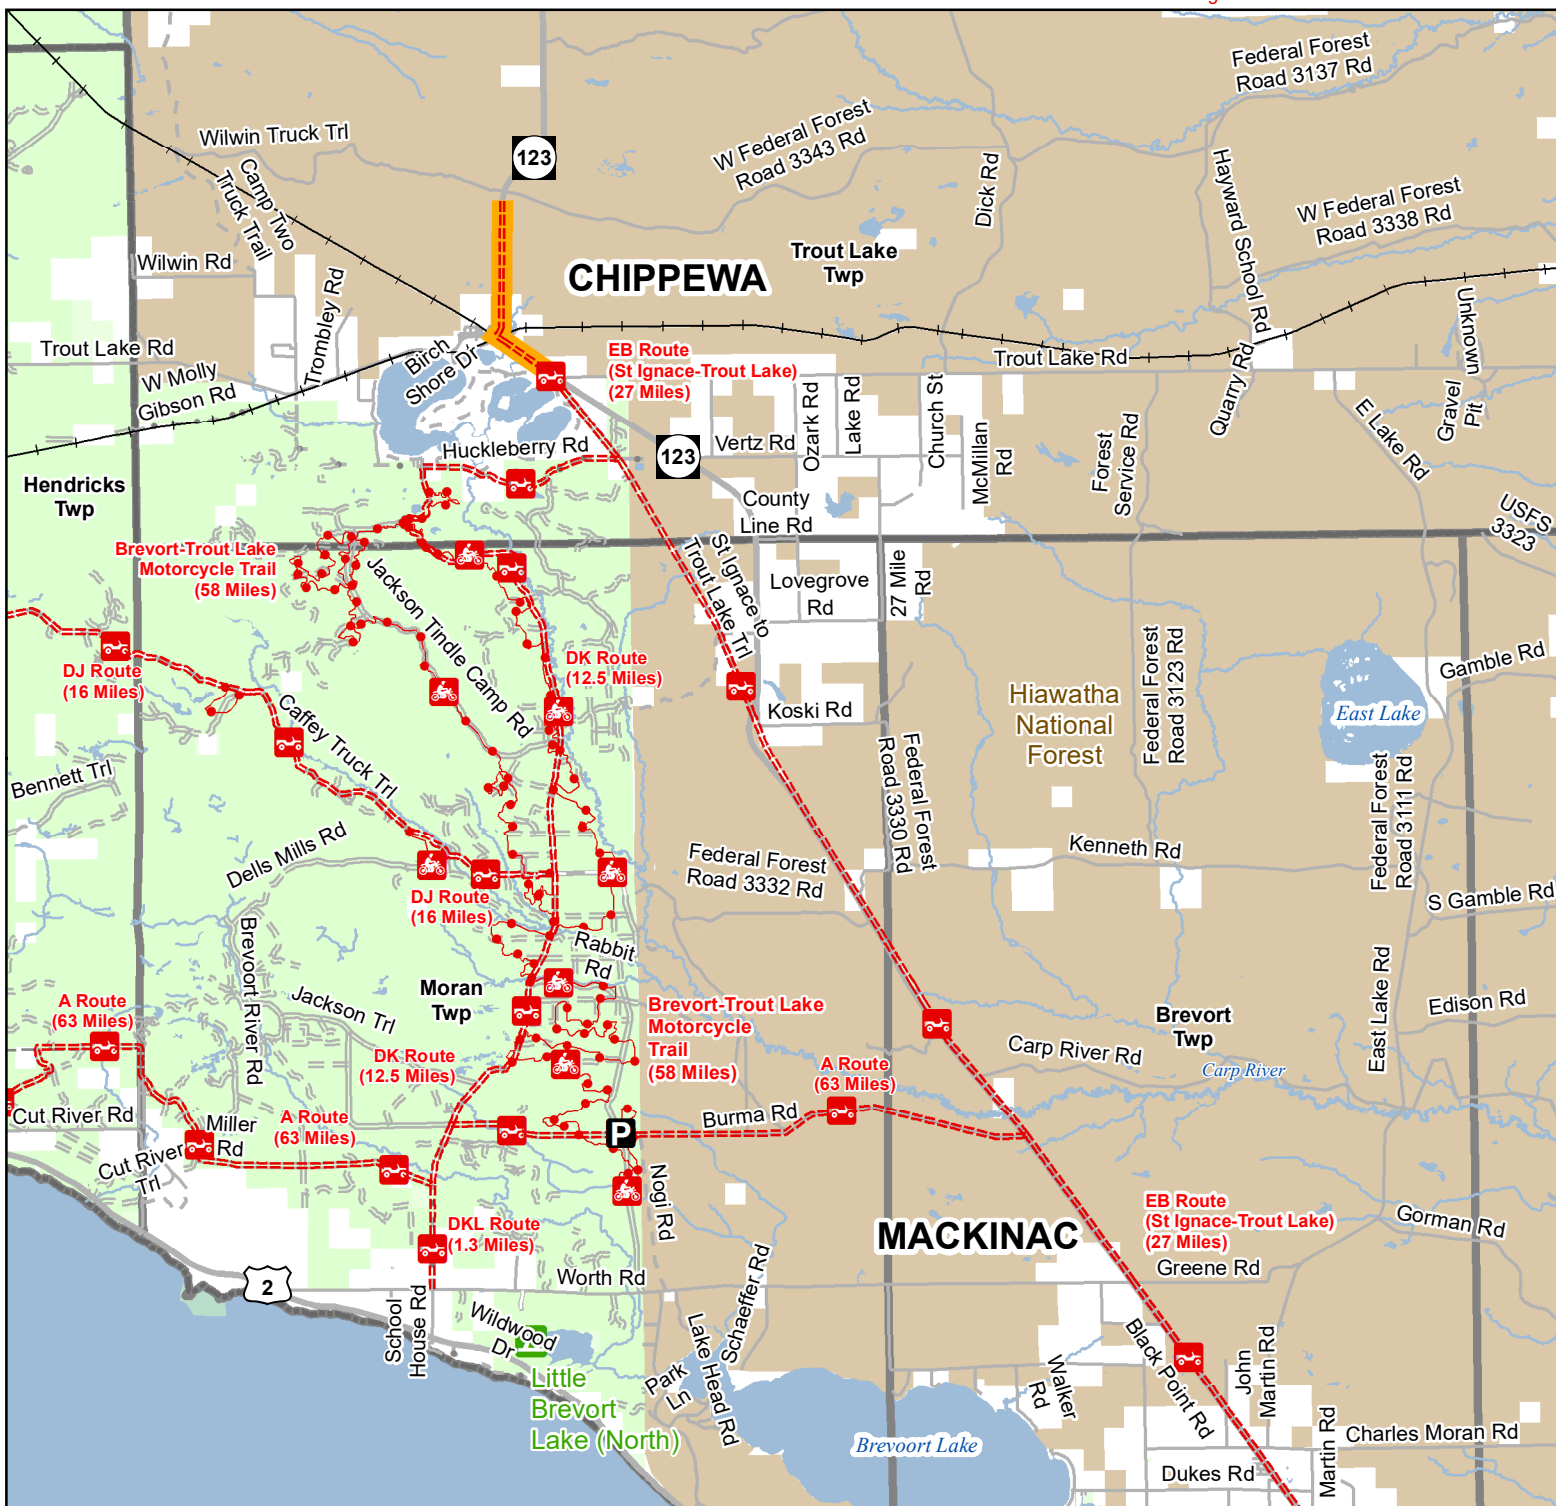 Federal Forest
Road 3137 Rd
Wilwin Truck Trl
123
W Federal Forest
Road 3343 Rd
Camp Two
Truck Trail
Dick Rd
Hayward School Rd
W Federal Forest
Road 3338 Rd
Wilwin Rd
Trombley Rd
CHIPPEWA
Trout Lake
Twp
Unknown
Gravel
Pit
Trout Lake Rd
Birch
Shore Dr
EB Route
(St Ignace-Trout Lake)
(27 Miles)
Trout Lake Rd
W Molly
Gibson Rd
Ozark Rd
Lake Rd
Church St
McMillan
Rd
Forest
Service Rd
Quarry Rd
E Lake Rd
Huckleberry Rd
123
Vertz Rd
Hendricks
Twp
County
Line Rd
USFS
3323
Brevort-Trout Lake
Motorcycle Trail
(58 Miles)
Jackson Tindle Camp Rd
St Ignace to
Trout Lake Trl
Lovegrove
Rd
27 Mile
Rd
DJ Route
(16 Miles)
DK Route
(12.5 Miles)
Federal Forest
Road 3123 Rd
Gamble Rd
Caffey Truck Trl
Koski Rd
Hiawatha
National
Forest
East Lake
Bennett Trl
Federal Forest
Road 3330 Rd
Federal Forest
Road 3111 Rd
Dells Mills Rd
Federal Forest
Road 3332 Rd
Kenneth Rd
DJ Route
(16 Miles)
S Gamble Rd
Brevoort River Rd
Rabbit
Rd
A Route
(63 Miles)
Jackson Trl
Moran
Twp
Brevort-Trout Lake
Motorcycle
Trail
(58 Miles)
Brevort
Twp
East Lake Rd
Edison Rd
DK Route
(12.5 Miles)
A Route
(63 Miles)
Carp River Rd
Carp River
Cut River Rd
Miller
Rd
A Route
(63 Miles)
P
Burma Rd
Cut River
Trl
Nogi Rd
DKL Route
(1.3 Miles)
MACKINAC
EB Route
(St Ignace-Trout Lake)
(27 Miles)
Gorman Rd
Greene Rd
2
Worth Rd
Schaeffer Rd
School
House Rd
Wildwood
Dr
Lake Head Rd
Black Point Rd
John
Martin Rd
Little
Brevort
Lake (North)
Park
Ln
Walker
Rd
Brevoort Lake
Martin Rd
Charles Moran Rd
Dukes Rd